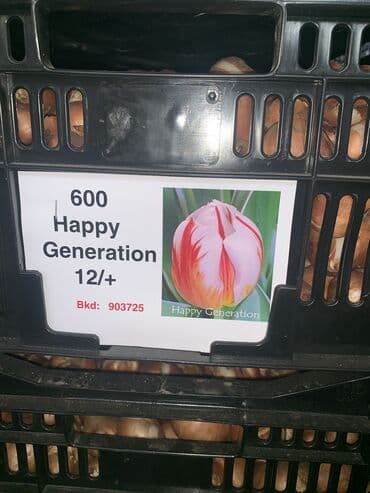 600
Happy
Generation
12/+
Bkd: 903725
Happy Generation